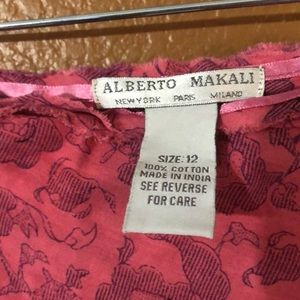 ALBERTO MAKALI
NEW YORK PARIS MILANO
SIZE: 12
100% COTTON
MADE IN INDIA
SEE REVERSE
FOR CARE